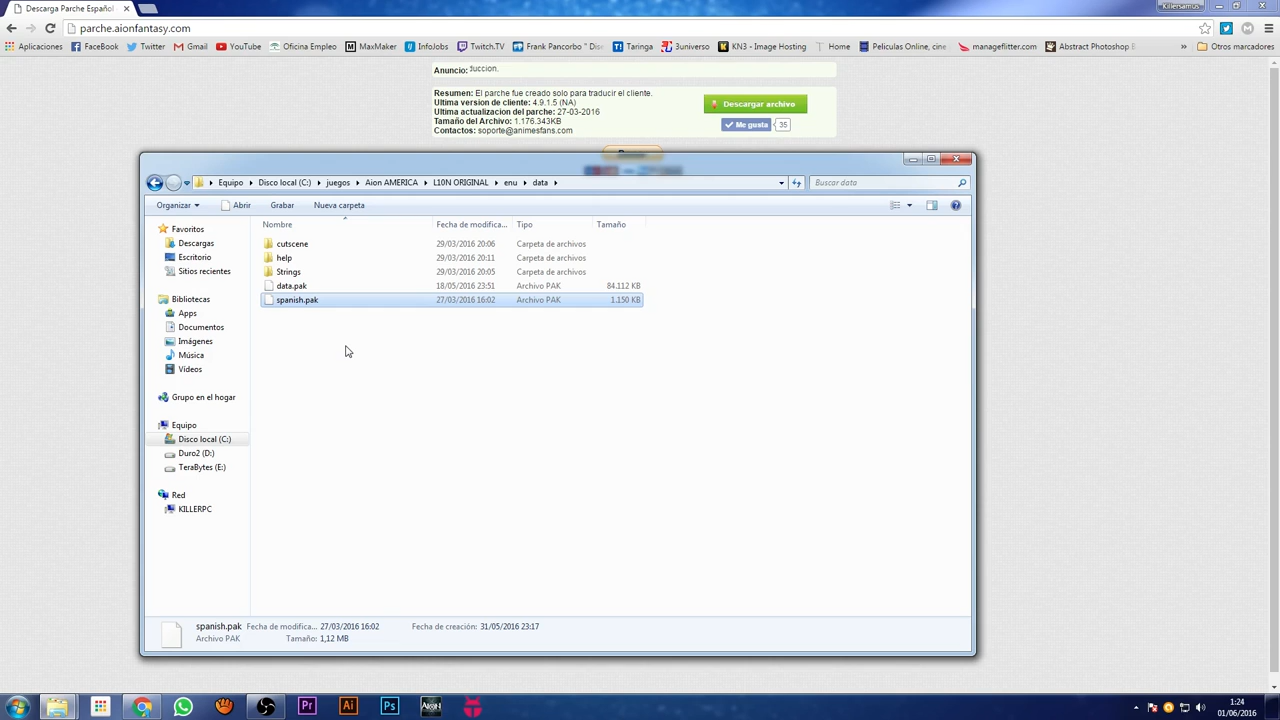 Descarga Parche Español
Killersamus
parche.aionfantasy.com
Aplicaciones FaceBook Twitter Gmail YouTube Oficina Empleo MaxMaker InfoJobs Twitch.TV Frank Pancorbo " Dise Taringa 3universo KN3 - Image Hosting Home Peliculas Online, cine manageflitter.com Abstract Photoshop B » Otros marcadores
Anuncio: duccion.
Resumen: El parche fue creado solo para traducir el cliente.
Ultima version de cliente: 4.9.1.5 (NA)
Ultima actualizacion del parche: 27-03-2016
Tamaño del Archivo: 1.176.343KB
Contactos: soporte@animesfans.com
Descargar archivo
Me gusta 35
Equipo Disco local (C:) juegos Aion AMERICA L10N ORIGINAL enu data
Buscar data
Organizar Abrir Grabar Nueva carpeta
Nombre Fecha de modifica... Tipo Tamaño
cutscene 29/03/2016 20:06 Carpeta de archivos
help 29/03/2016 20:11 Carpeta de archivos
Strings 29/03/2016 20:05 Carpeta de archivos
data.pak 18/05/2016 23:51 Archivo PAK 84.112 KB
spanish.pak 27/03/2016 16:02 Archivo PAK 1.150 KB
Favoritos
Descargas
Escritorio
Sitios recientes
Bibliotecas
Apps
Documentos
Imágenes
Música
Vídeos
Grupo en el hogar
Equipo
Disco local (C:)
Duro2 (D:)
TeraBytes (E:)
Red
KILLERPC
spanish.pak Fecha de modifica... 27/03/2016 16:02 Fecha de creación: 31/05/2016 23:17
Archivo PAK Tamaño: 1,12 MB
Pr Ai Ps AION
1:24
01/06/2016